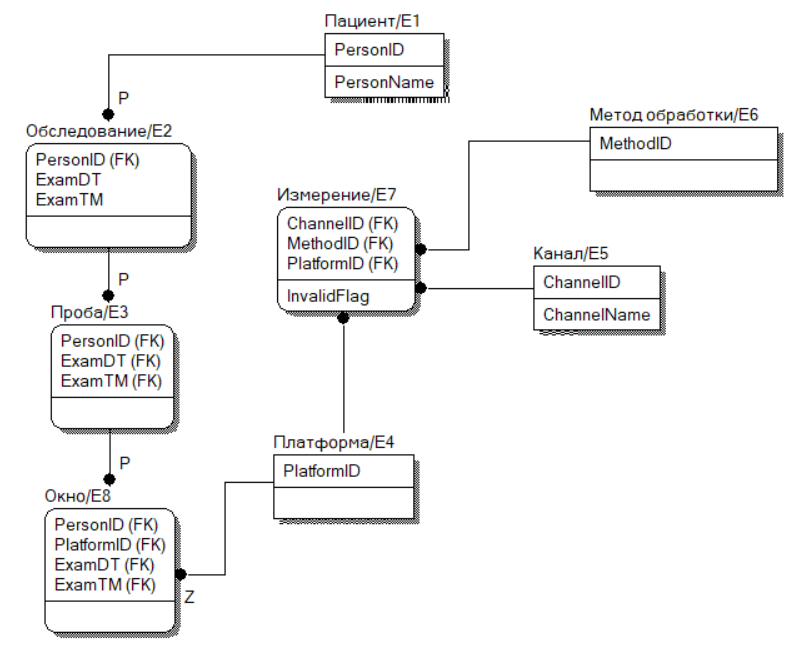 Пациент/E1
PersonID
PersonName
P
Обследование/E2
PersonID (FK)
ExamDT
ExamTM
P
Проба/E3
PersonID (FK)
ExamDT (FK)
ExamTM (FK)
P
Окно/E8
PersonID (FK)
PlatformID (FK)
ExamDT (FK)
ExamTM (FK)
Z
Платформа/E4
PlatformID
Измерение/E7
ChannelID (FK)
MethodID (FK)
PlatformID (FK)
InvalidFlag
Метод обработки/E6
MethodID
Канал/E5
ChannelID
ChannelName